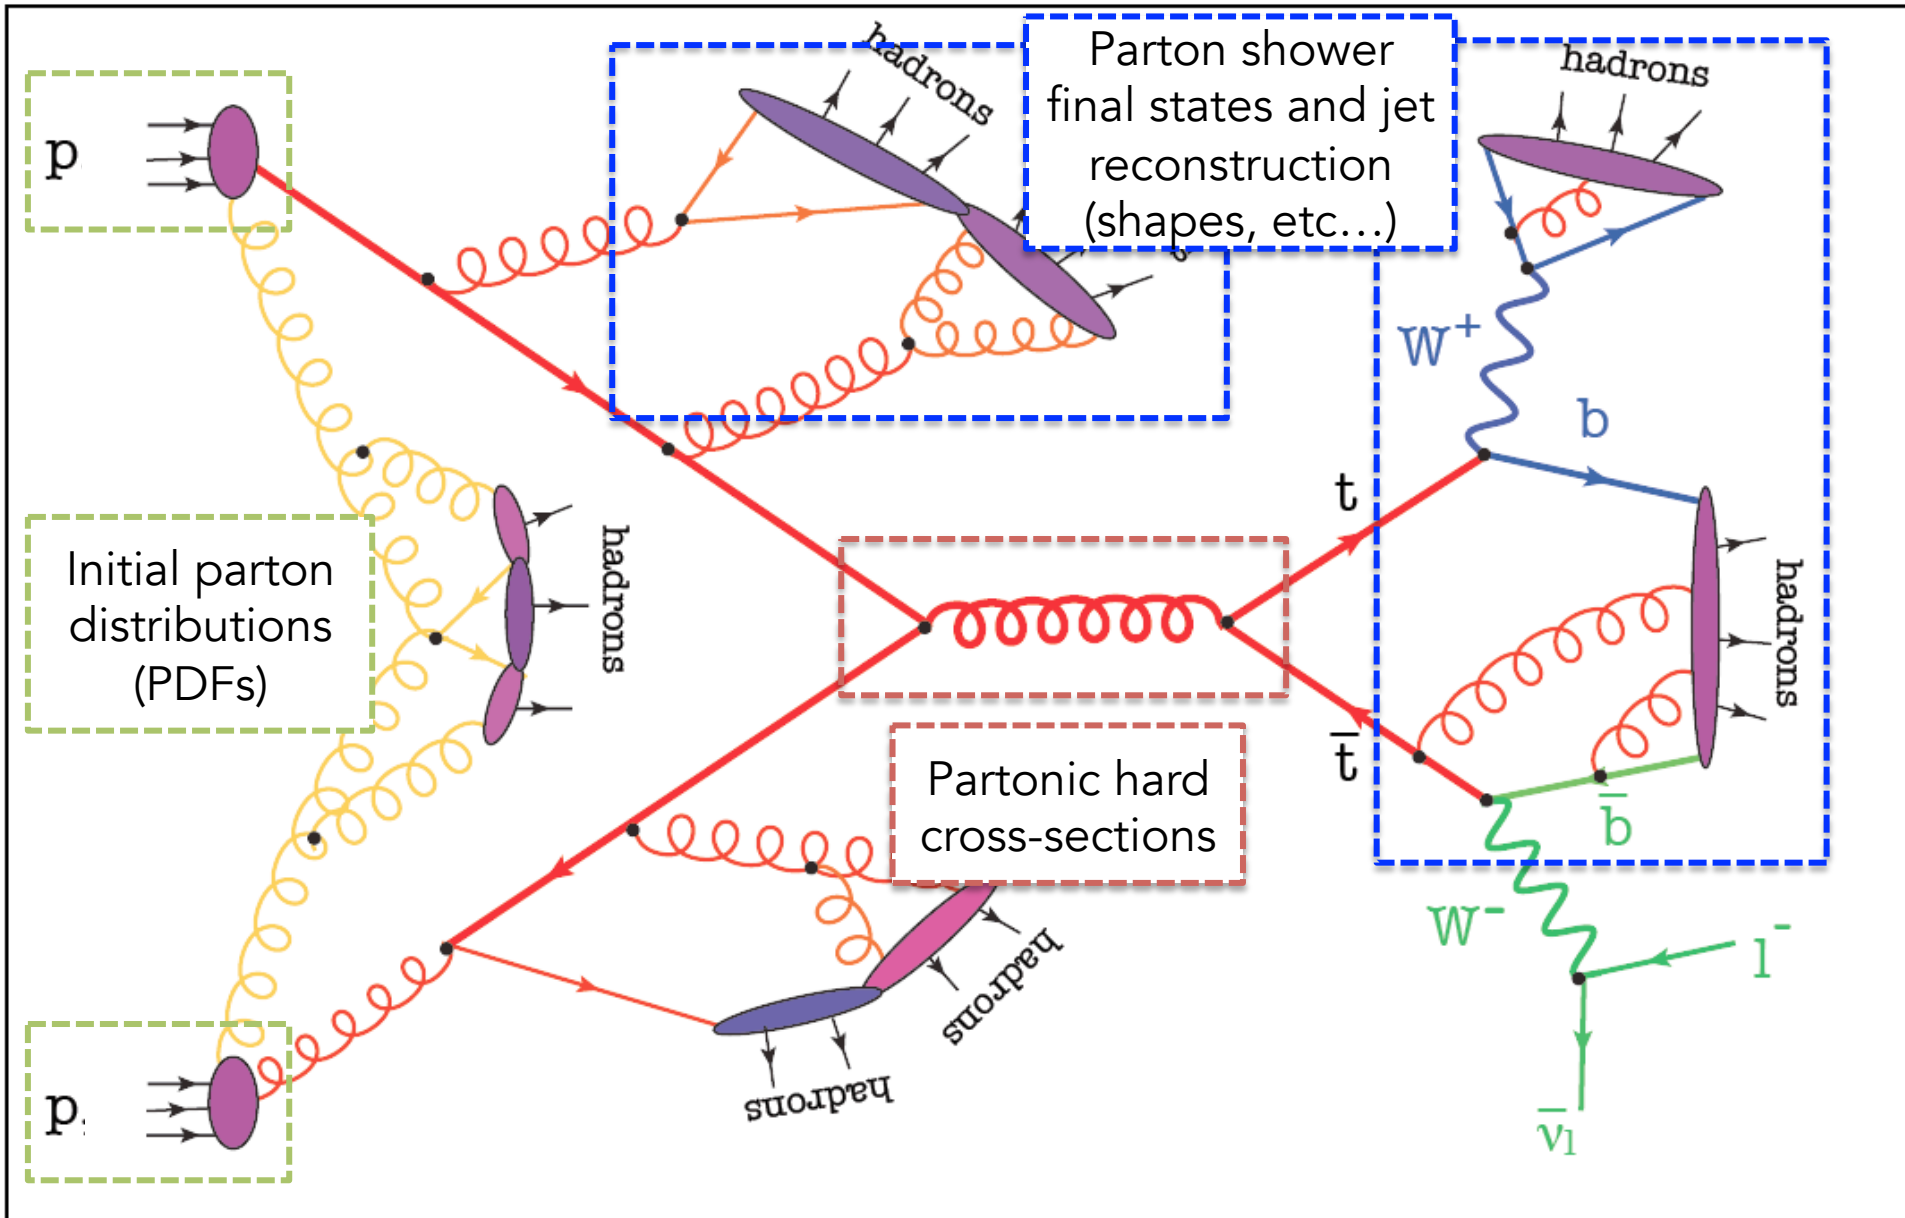 p
hadrons
Parton shower
final states and jet
reconstruction
(shapes, etc...)
hadrons
W+
b
t
Initial parton
distributions
(PDFs)
hadrons
hadrons
t̅
Partonic hard
cross-sections
b̅
W-
l-
hadrons
hadrons
p
ν̅l